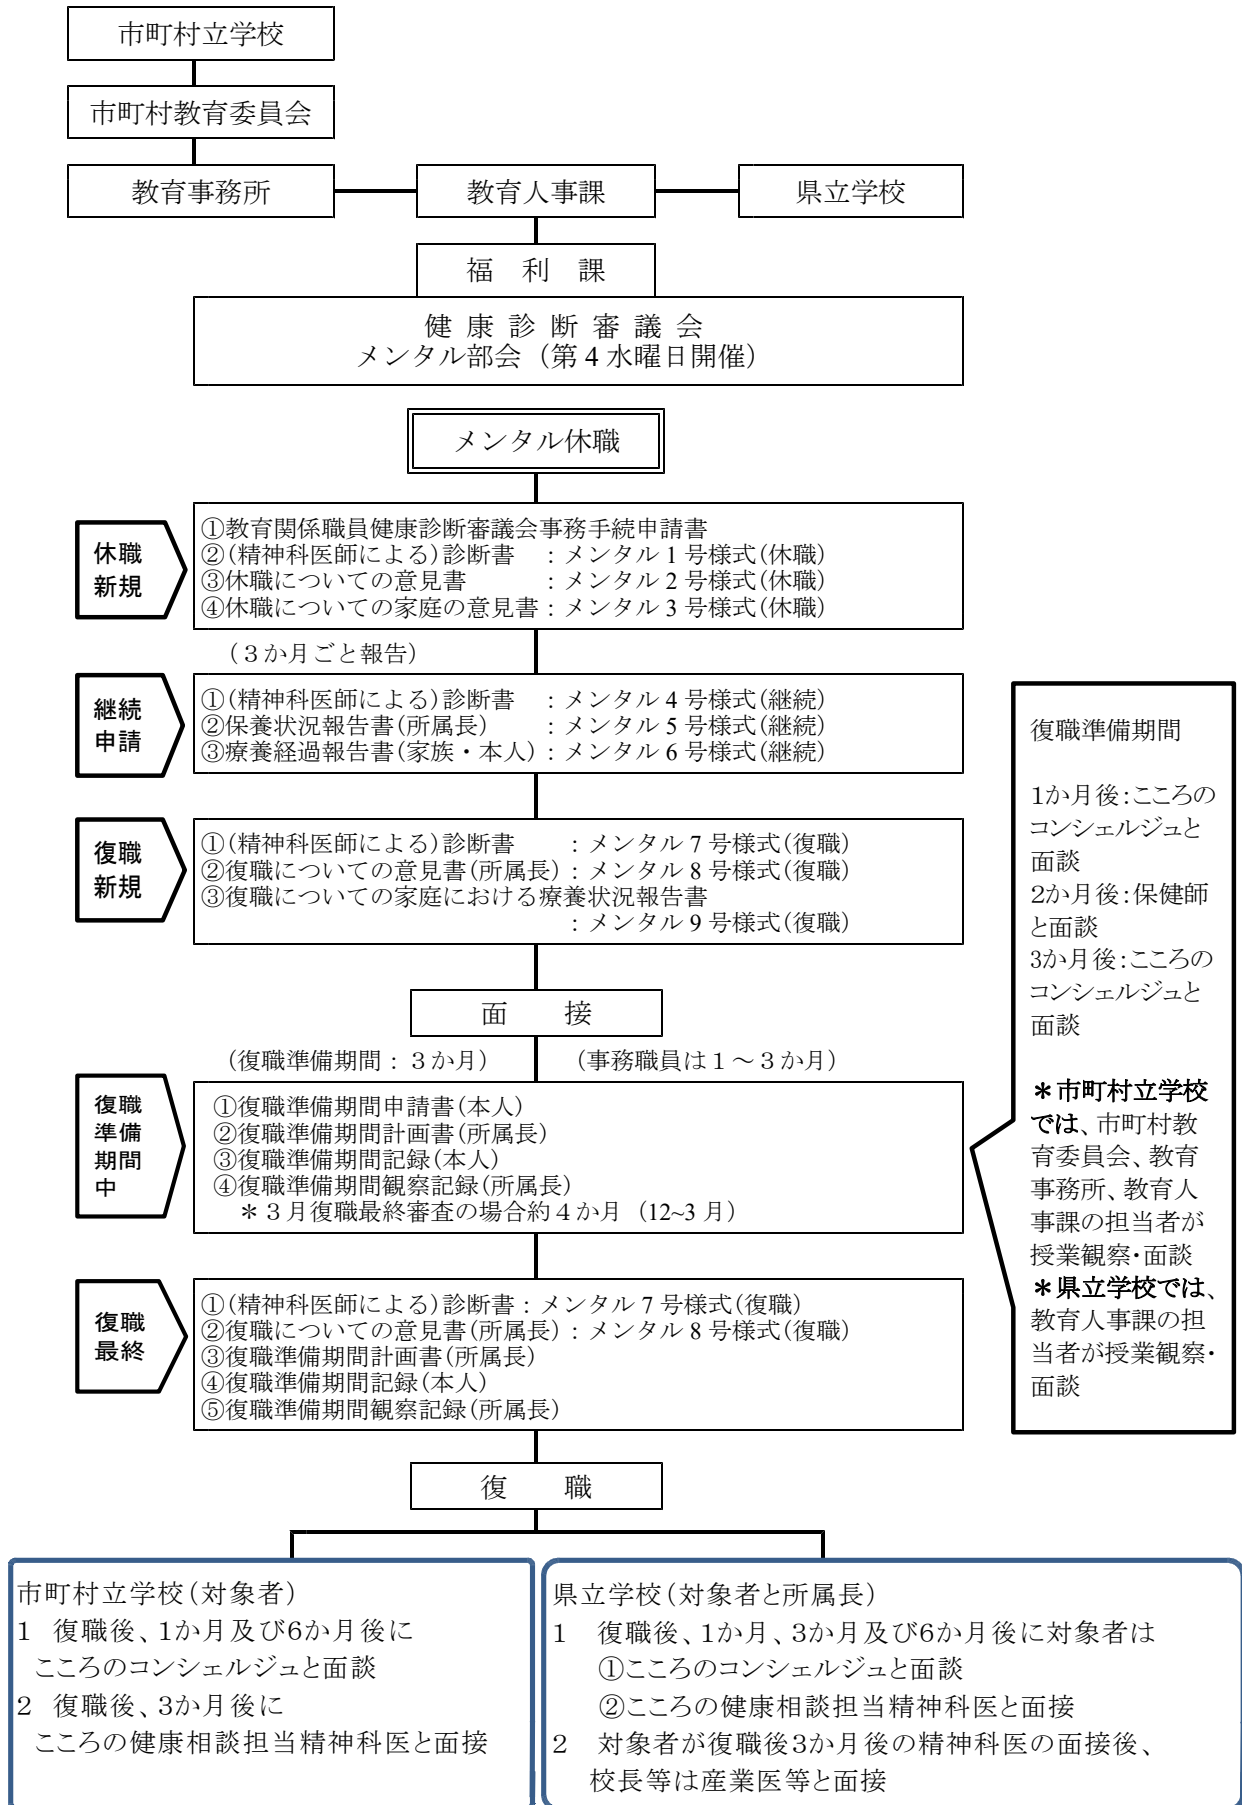 市町村立学校
市町村教育委員会
教育事務所
教育人事課
県立学校
福　利　課
健 康 診 断 審 議 会
メンタル部会（第４水曜日開催）
メンタル休職
休職
新規
①教育関係職員健康診断審議会事務手続申請書
②(精神科医師による)診断書　：メンタル１号様式(休職)
③休職についての意見書　　　：メンタル２号様式(休職)
④休職についての家庭の意見書：メンタル３号様式(休職)
（３か月ごと報告）
継続
申請
①(精神科医師による)診断書　：メンタル４号様式(継続)
②保養状況報告書(所属長)　　：メンタル５号様式(継続)
③療養経過報告書(家族・本人)：メンタル６号様式(継続)
復職
新規
①(精神科医師による)診断書　　：メンタル７号様式(復職)
②復職についての意見書(所属長)：メンタル８号様式(復職)
③復職についての家庭における療養状況報告書
：メンタル９号様式(復職)
面　　接
（復職準備期間：３か月）
（事務職員は１～３か月）
復職
準備
期間
中
①復職準備期間申請書(本人)
②復職準備期間計画書(所属長)
③復職準備期間記録(本人)
④復職準備期間観察記録(所属長)
＊３月復職最終審査の場合約４か月（12~3 月）
復職
最終
①(精神科医師による)診断書：メンタル７号様式(復職)
②復職についての意見書(所属長)：メンタル８号様式(復職)
③復職準備期間計画書(所属長)
④復職準備期間記録(本人)
⑤復職準備期間観察記録(所属長)
復職準備期間
1か月後：こころの
コンシェルジュと
面談
2か月後：保健師
と面談
3か月後：こころの
コンシェルジュと
面談
＊市町村立学校
では、市町村教
育委員会、教育
事務所、教育人
事課の担当者が
授業観察・面談
＊県立学校では、
教育人事課の担
当者が授業観察・
面談
復　　職
市町村立学校（対象者）
1　復職後、1か月及び6か月後に
こころのコンシェルジュと面談
2　復職後、3か月後に
こころの健康相談担当精神科医と面接
県立学校（対象者と所属長）
1　復職後、1か月、3か月及び6か月後に対象者は
①こころのコンシェルジュと面談
②こころの健康相談担当精神科医と面接
2　対象者が復職後3か月後の精神科医の面接後、
校長等は産業医等と面接